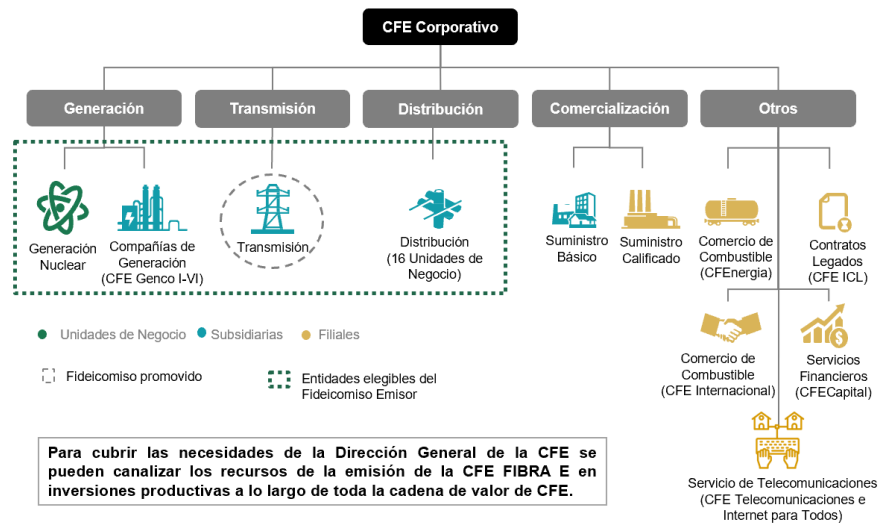 CFE Corporativo
Generación
Transmisión
Distribución
Comercialización
Otros
Generación
Nuclear
Compañías de
Generación
(CFE Genco I-VI)
Transmisión
Distribución
(16 Unidades de
Negocio)
Suministro
Básico
Suministro
Calificado
Comercio de
Combustible
(CFEnergia)
Contratos
Legados
(CFE ICL)
Unidades de Negocio
Subsidiarias
Filiales
Comercio de
Combustible
(CFE Internacional)
Servicios
Financieros
(CFECapital)
Fideicomiso promovido
Entidades elegibles del
Fideicomiso Emisor
Para cubrir las necesidades de la Dirección General de la CFE se
pueden canalizar los recursos de la emisión de la CFE FIBRA E en
inversiones productivas a lo largo de toda la cadena de valor de CFE.
Servicio de Telecomunicaciones
(CFE Telecomunicaciones e
Internet para Todos)